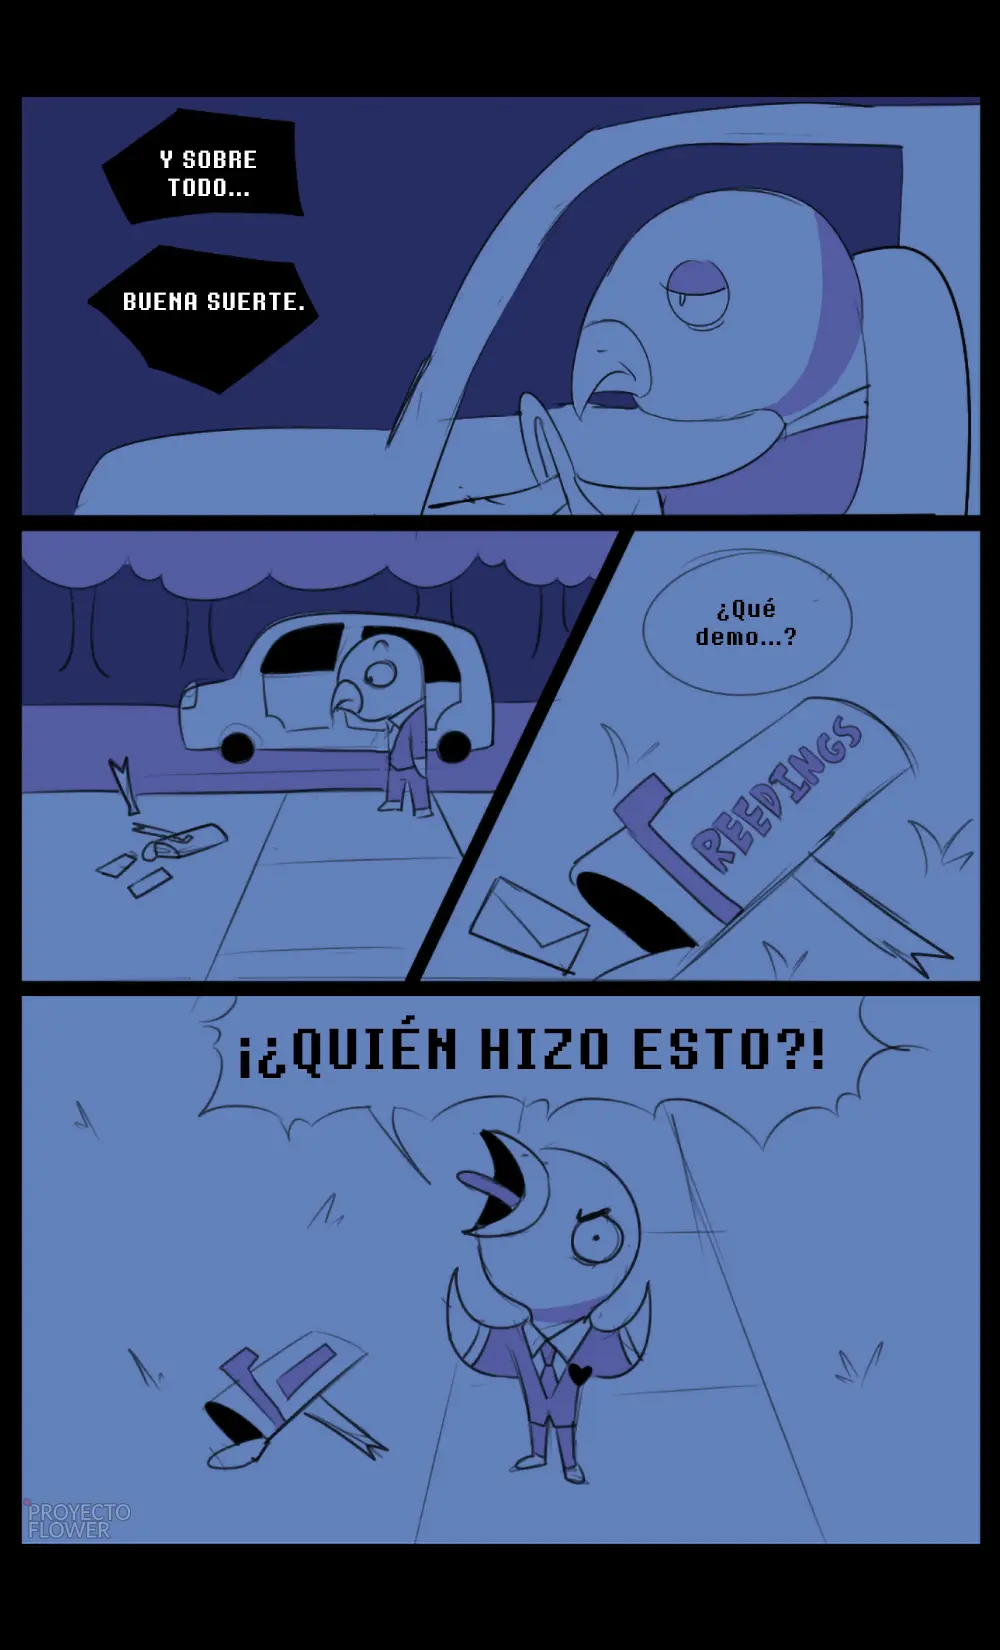 Y SOBRE
TODO...
BUENA SUERTE.
¿Qué
demo...?
REEDINGS
¡¿QUIÉN HIZO ESTO?!
PROYECTO
FLOWER